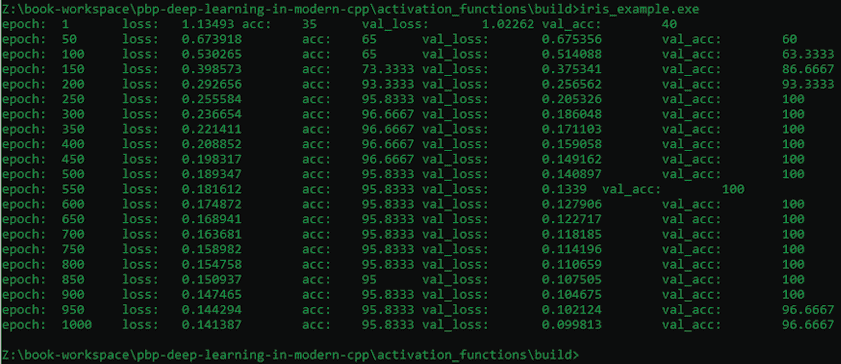 Z:\book-workspace\pbp-deep-learning-in-modern-cpp\activation_functions\build>iris_example.exe
epoch: 1 loss: 1.13493 acc: 35 val_loss: 1.02262 val_acc: 40
epoch: 50 loss: 0.673918 acc: 65 val_loss: 0.675356 val_acc: 60
epoch: 100 loss: 0.530265 acc: 65 val_loss: 0.514088 val_acc: 63.3333
epoch: 150 loss: 0.398573 acc: 73.3333 val_loss: 0.375341 val_acc: 86.6667
epoch: 200 loss: 0.292656 acc: 93.3333 val_loss: 0.256562 val_acc: 93.3333
epoch: 250 loss: 0.255584 acc: 95.8333 val_loss: 0.205326 val_acc: 100
epoch: 300 loss: 0.236654 acc: 96.6667 val_loss: 0.186048 val_acc: 100
epoch: 350 loss: 0.221411 acc: 96.6667 val_loss: 0.171103 val_acc: 100
epoch: 400 loss: 0.208852 acc: 96.6667 val_loss: 0.159058 val_acc: 100
epoch: 450 loss: 0.198317 acc: 96.6667 val_loss: 0.149162 val_acc: 100
epoch: 500 loss: 0.189347 acc: 95.8333 val_loss: 0.140897 val_acc: 100
epoch: 550 loss: 0.181612 acc: 95.8333 val_loss: 0.1339 val_acc: 100
epoch: 600 loss: 0.174872 acc: 95.8333 val_loss: 0.127906 val_acc: 100
epoch: 650 loss: 0.168941 acc: 95.8333 val_loss: 0.122717 val_acc: 100
epoch: 700 loss: 0.163681 acc: 95.8333 val_loss: 0.118185 val_acc: 100
epoch: 750 loss: 0.158982 acc: 95.8333 val_loss: 0.114196 val_acc: 100
epoch: 800 loss: 0.154758 acc: 95.8333 val_loss: 0.110659 val_acc: 100
epoch: 850 loss: 0.150937 acc: 95 val_loss: 0.107505 val_acc: 100
epoch: 900 loss: 0.147465 acc: 95.8333 val_loss: 0.104675 val_acc: 100
epoch: 950 loss: 0.144294 acc: 95.8333 val_loss: 0.102124 val_acc: 96.6667
epoch: 1000 loss: 0.141387 acc: 95.8333 val_loss: 0.099813 val_acc: 96.6667
Z:\book-workspace\pbp-deep-learning-in-modern-cpp\activation_functions\build>